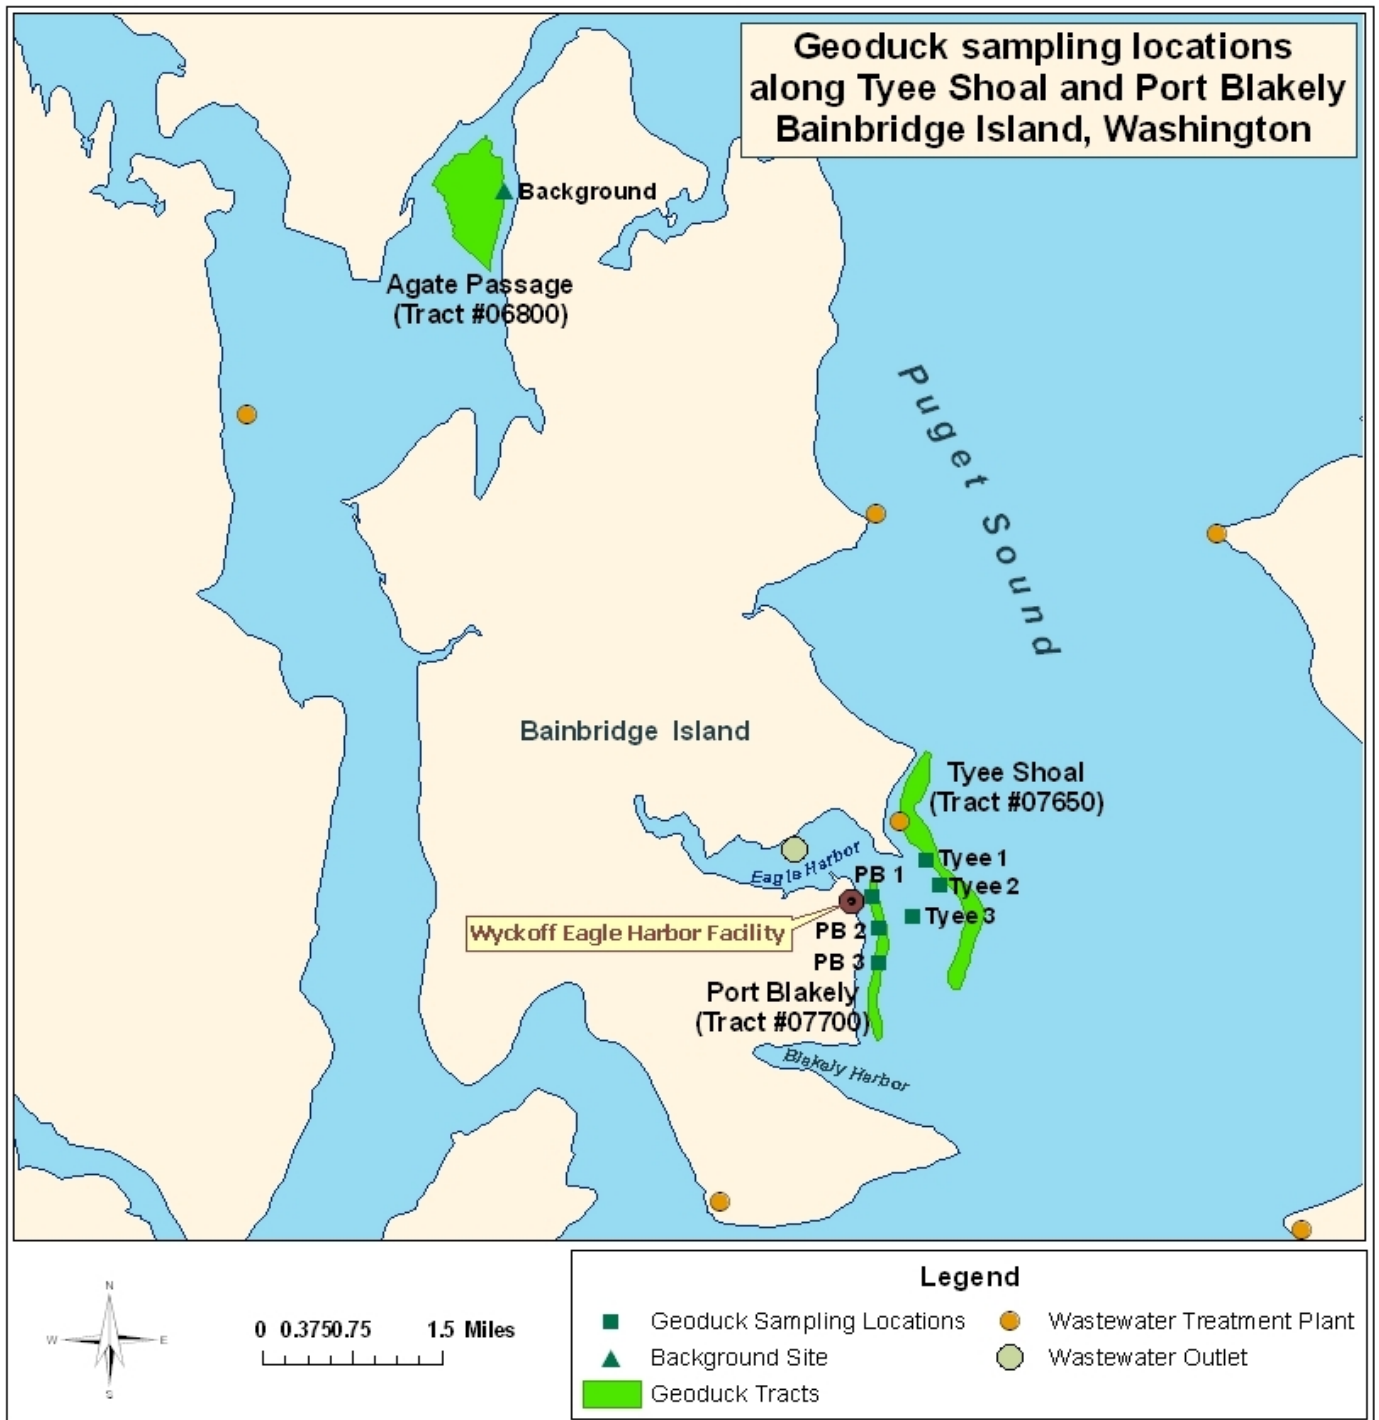 Geoduck sampling locations
along Tyee Shoal and Port Blakely
Bainbridge Island, Washington
Background
Agate Passage
(Tract #06800)
Puget Sound
Bainbridge Island
Tyee Shoal
(Tract #07650)
Eagle Harbor
Tyee 1
PB 1
Tyee 2
Tyee 3
Wyckoff Eagle Harbor Facility
PB 2
PB 3
Port Blakely
(Tract #07700)
Blakely Harbor
N
W
E
S
0 0.3750.75 1.5 Miles
Legend
Geoduck Sampling Locations
Wastewater Treatment Plant
Background Site
Wastewater Outlet
Geoduck Tracts